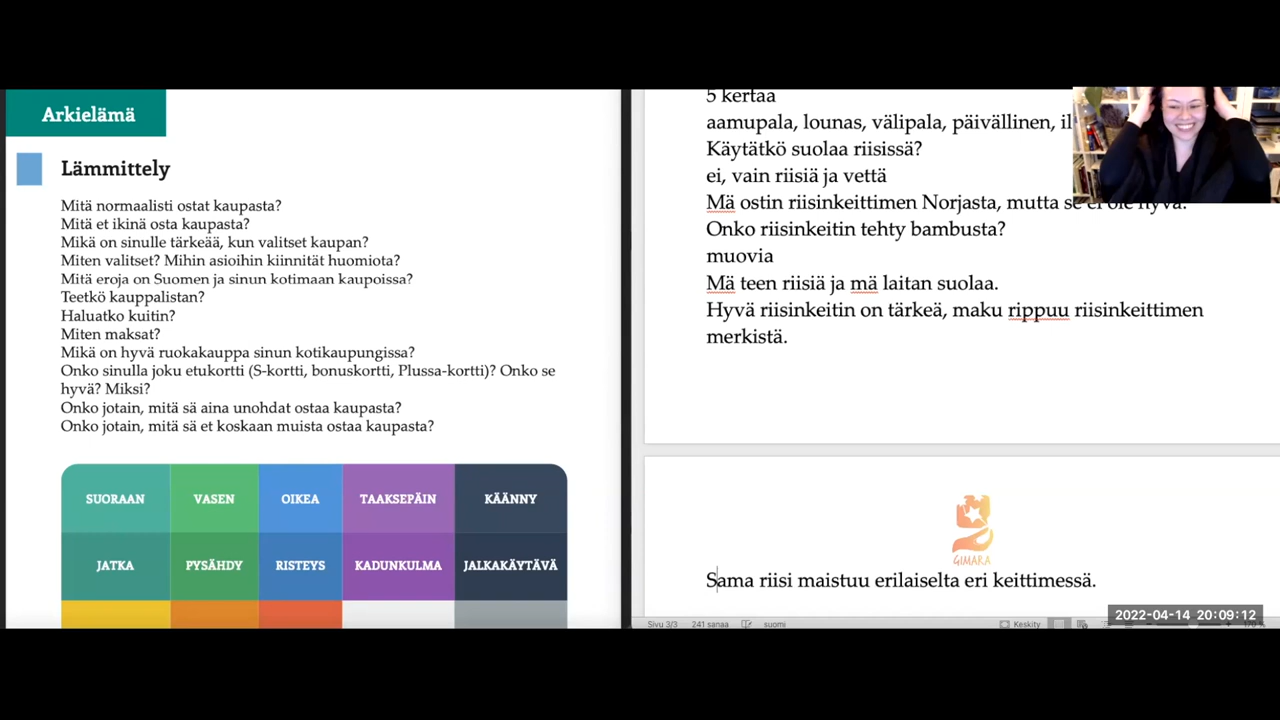 Arkielämä
Lämmittely
Mitä normaalisti ostat kaupasta?
Mitä et ikinä osta kaupasta?
Mikä on sinulle tärkeää, kun valitset kaupan?
Miten valitset? Mihin asioihin kiinnität huomiota?
Mitä eroja on Suomen ja sinun kotimaan kaupoissa?
Teetkö kauppalistan?
Haluatko kuitin?
Miten maksat?
Mikä on hyvä ruokakauppa sinun kotikaupungissa?
Onko sinulla joku etukortti (S-kortti, bonuskortti, Plussa-kortti)? Onko se
hyvä? Miksi?
Onko jotain, mitä sä aina unohdat ostaa kaupasta?
Onko jotain, mitä sä et koskaan muista ostaa kaupasta?
SUORAAN VASEN OIKEA TAAKSEPÄIN KÄÄNNY
JATKA PYSÄHDY RISTEYS KADUNKULMA JALKAKÄYTÄVÄ
5 kertaa
aamupala, lounas, välipala, päivällinen,
Käytätkö suolaa riisissä?
ei, vain riisiä ja vettä
Mä ostin riisinkeittimen Norjasta, mutta se ei ole hyvä.
Onko riisinkeitin tehty bambusta?
muovia
Mä teen riisiä ja mä laitan suolaa.
Hyvä riisinkeitin on tärkeä, maku rippuu riisinkeittimen
merkistä.
GIMARA
Sama riisi maistuu erilaiselta eri keittimessä.
2022-04-14 20:09:12
Sivu 3/3 241 sanaa suomi Keskity